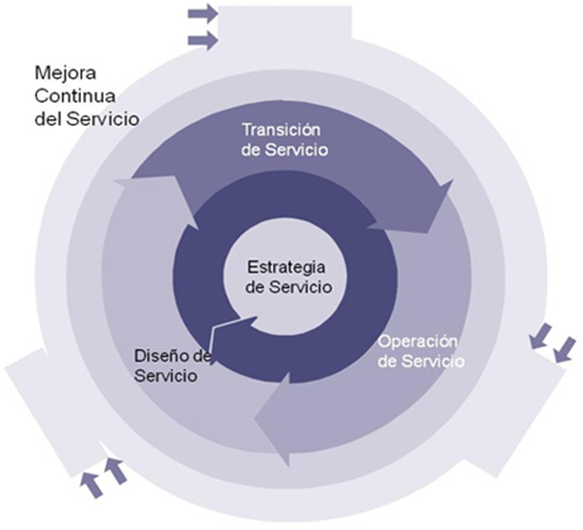 Mejora
Continua
del Servicio
Transición
de Servicio
Estrategia
de Servicio
Diseño de
Servicio
Operación
de Servicio